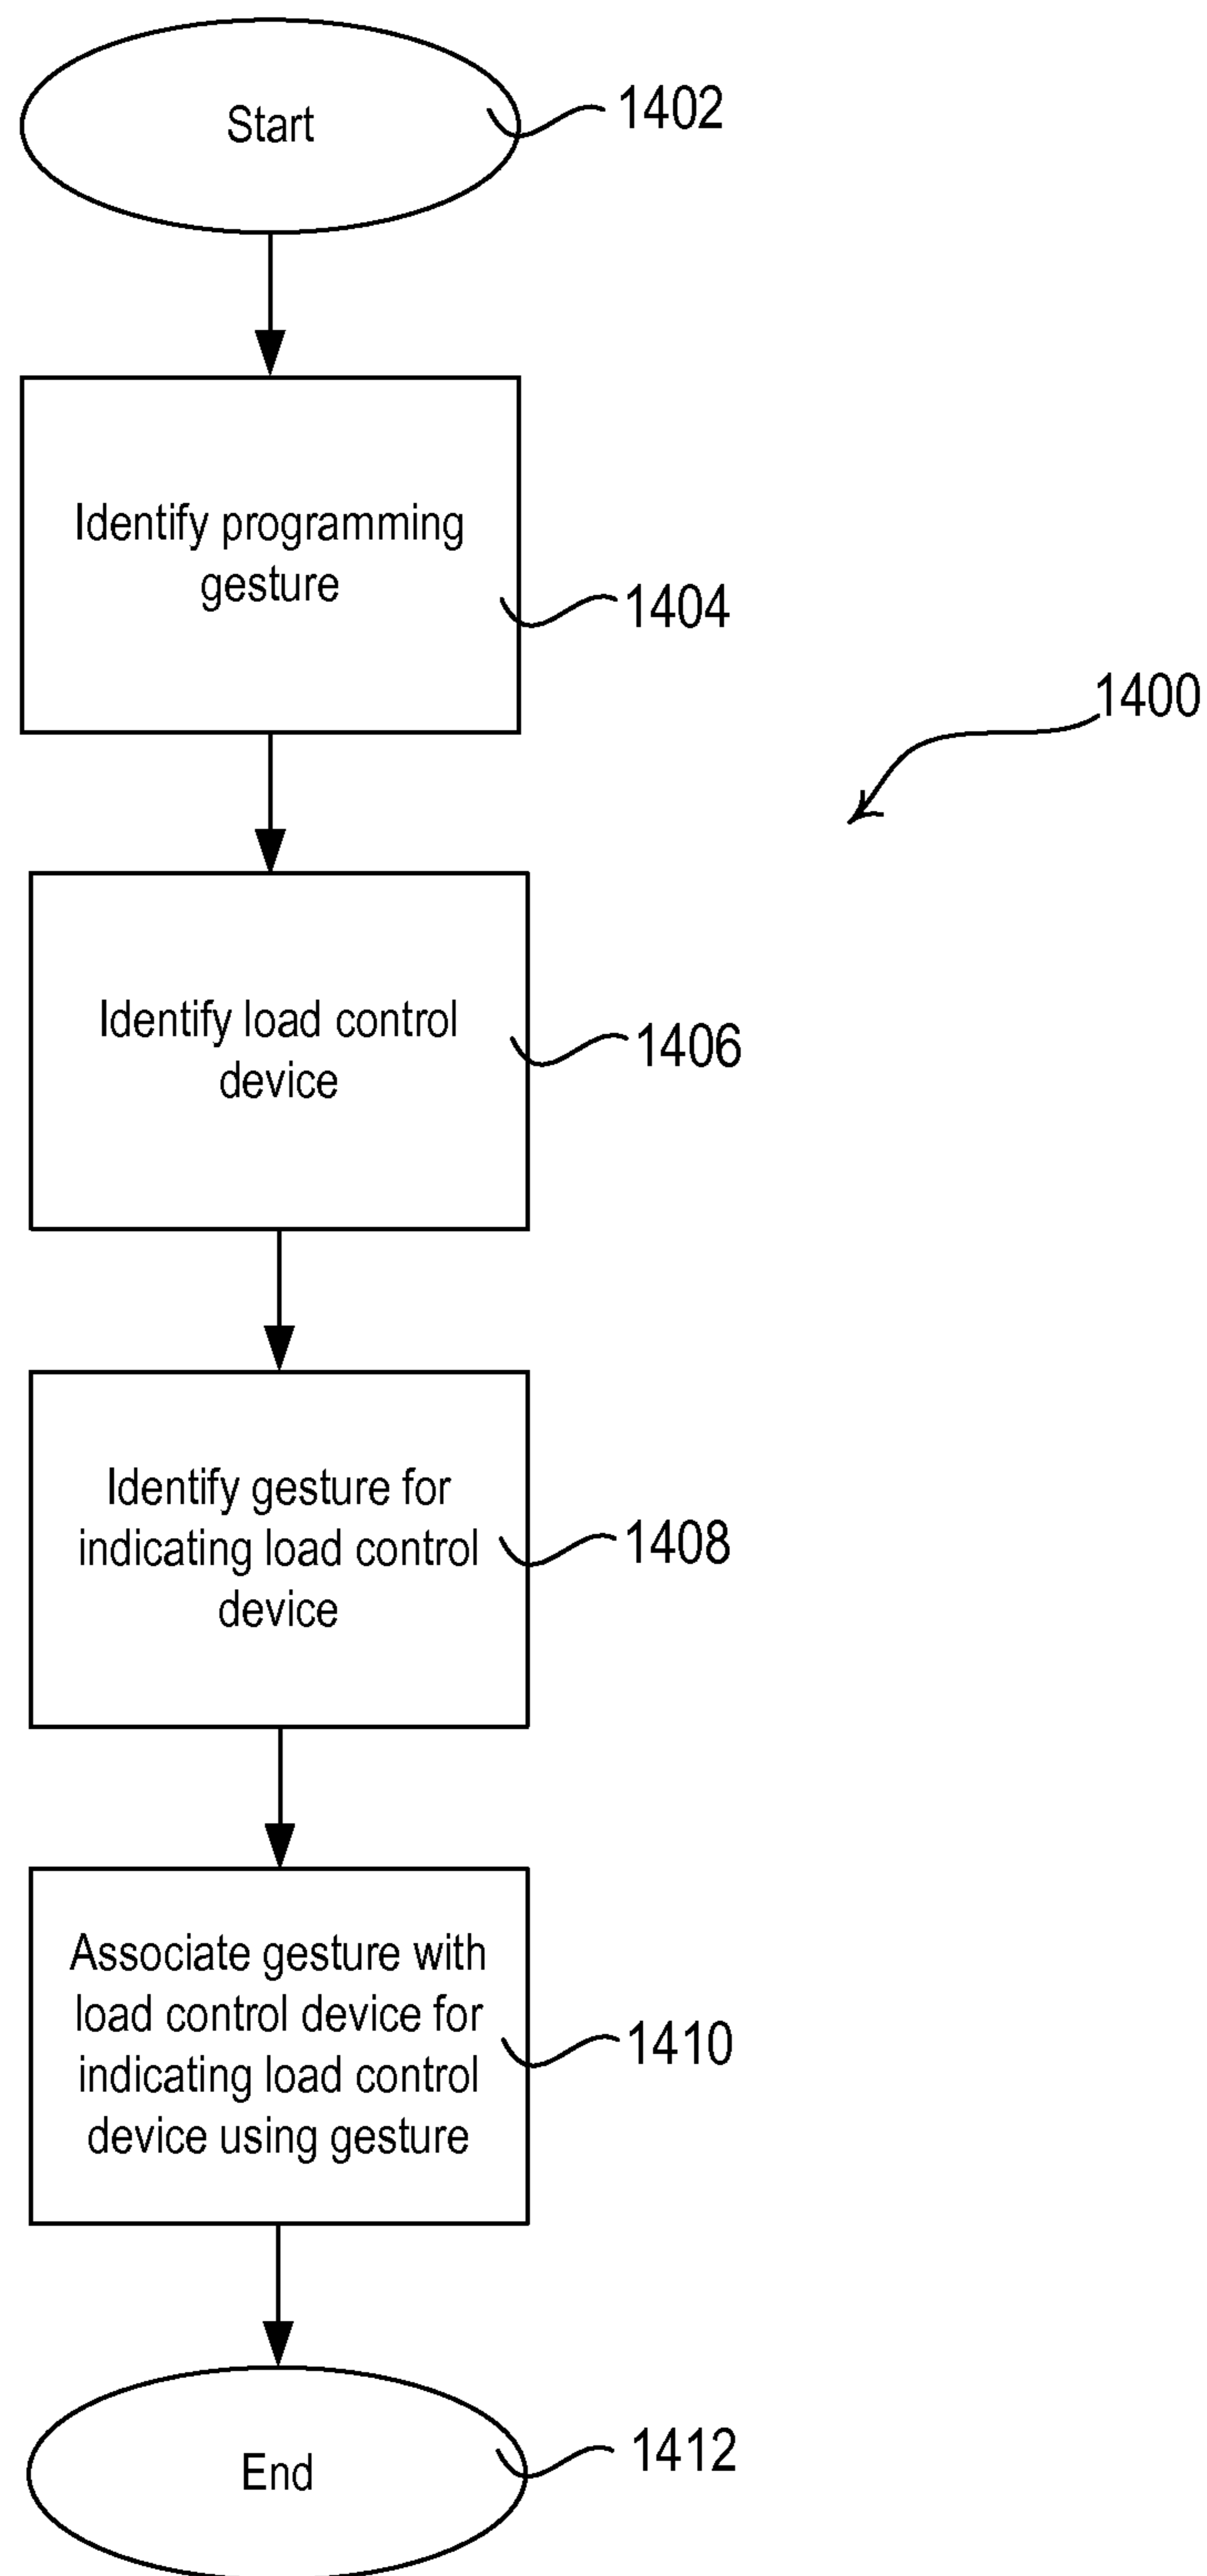 Start
1402
Identify programming
gesture
1404
1400
Identify load control
device
1406
Identify gesture for
indicating load control
device
1408
Associate gesture with
load control device for
indicating load control
device using gesture
1410
End
1412